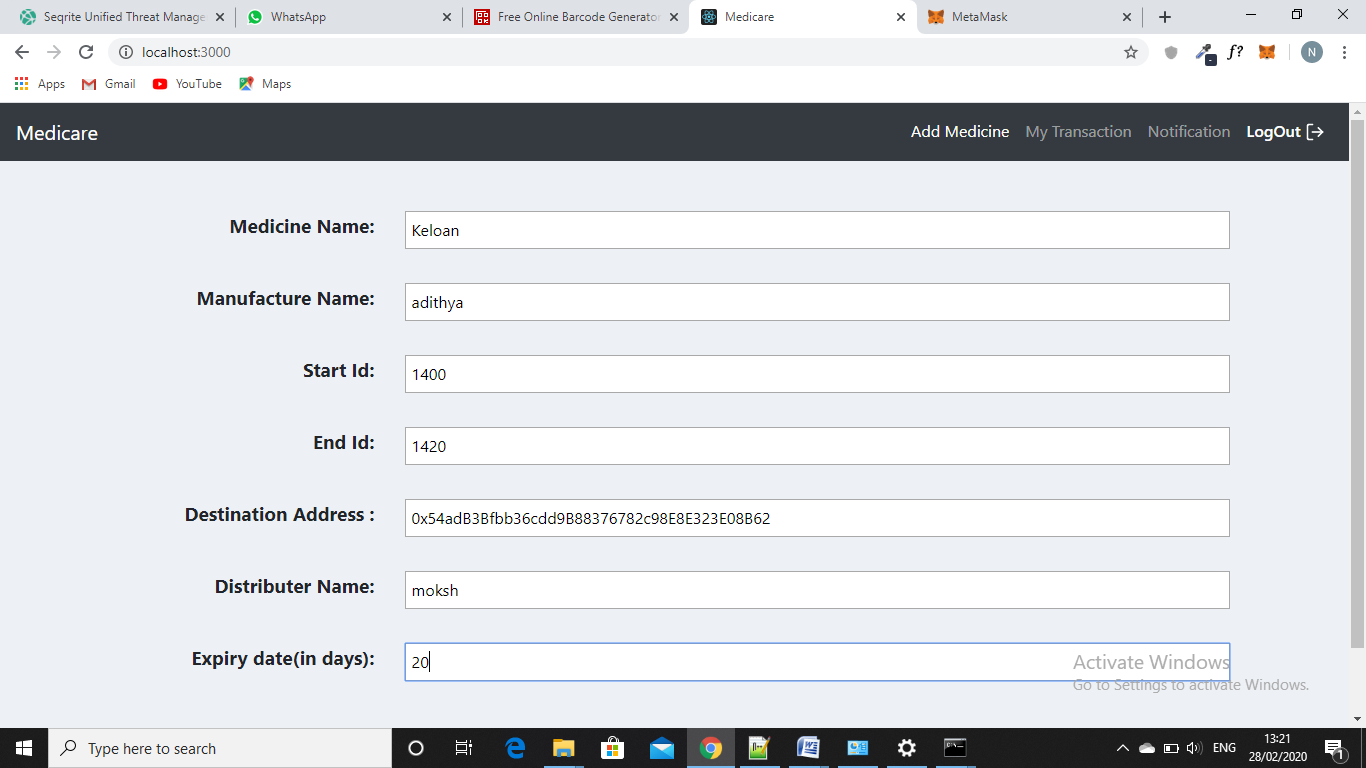 Seqrite Unified Threat Manage
WhatsApp
Free Online Barcode Generator
Medicare
MetaMask
localhost:3000
f?
N
Apps
Gmail
YouTube
Maps
Medicare
Add Medicine
My Transaction
Notification
LogOut
Medicine Name:
Keloan
Manufacture Name:
adithya
Start Id:
1400
End Id:
1420
Destination Address :
0x54adB3Bfbb36cdd9B88376782c98E8E323E08B62
Distributer Name:
moksh
Expiry date(in days):
20
Activate Windows
Go to Settings to activate Windows.
Type here to search
ENG
13:21
28/02/2020
1